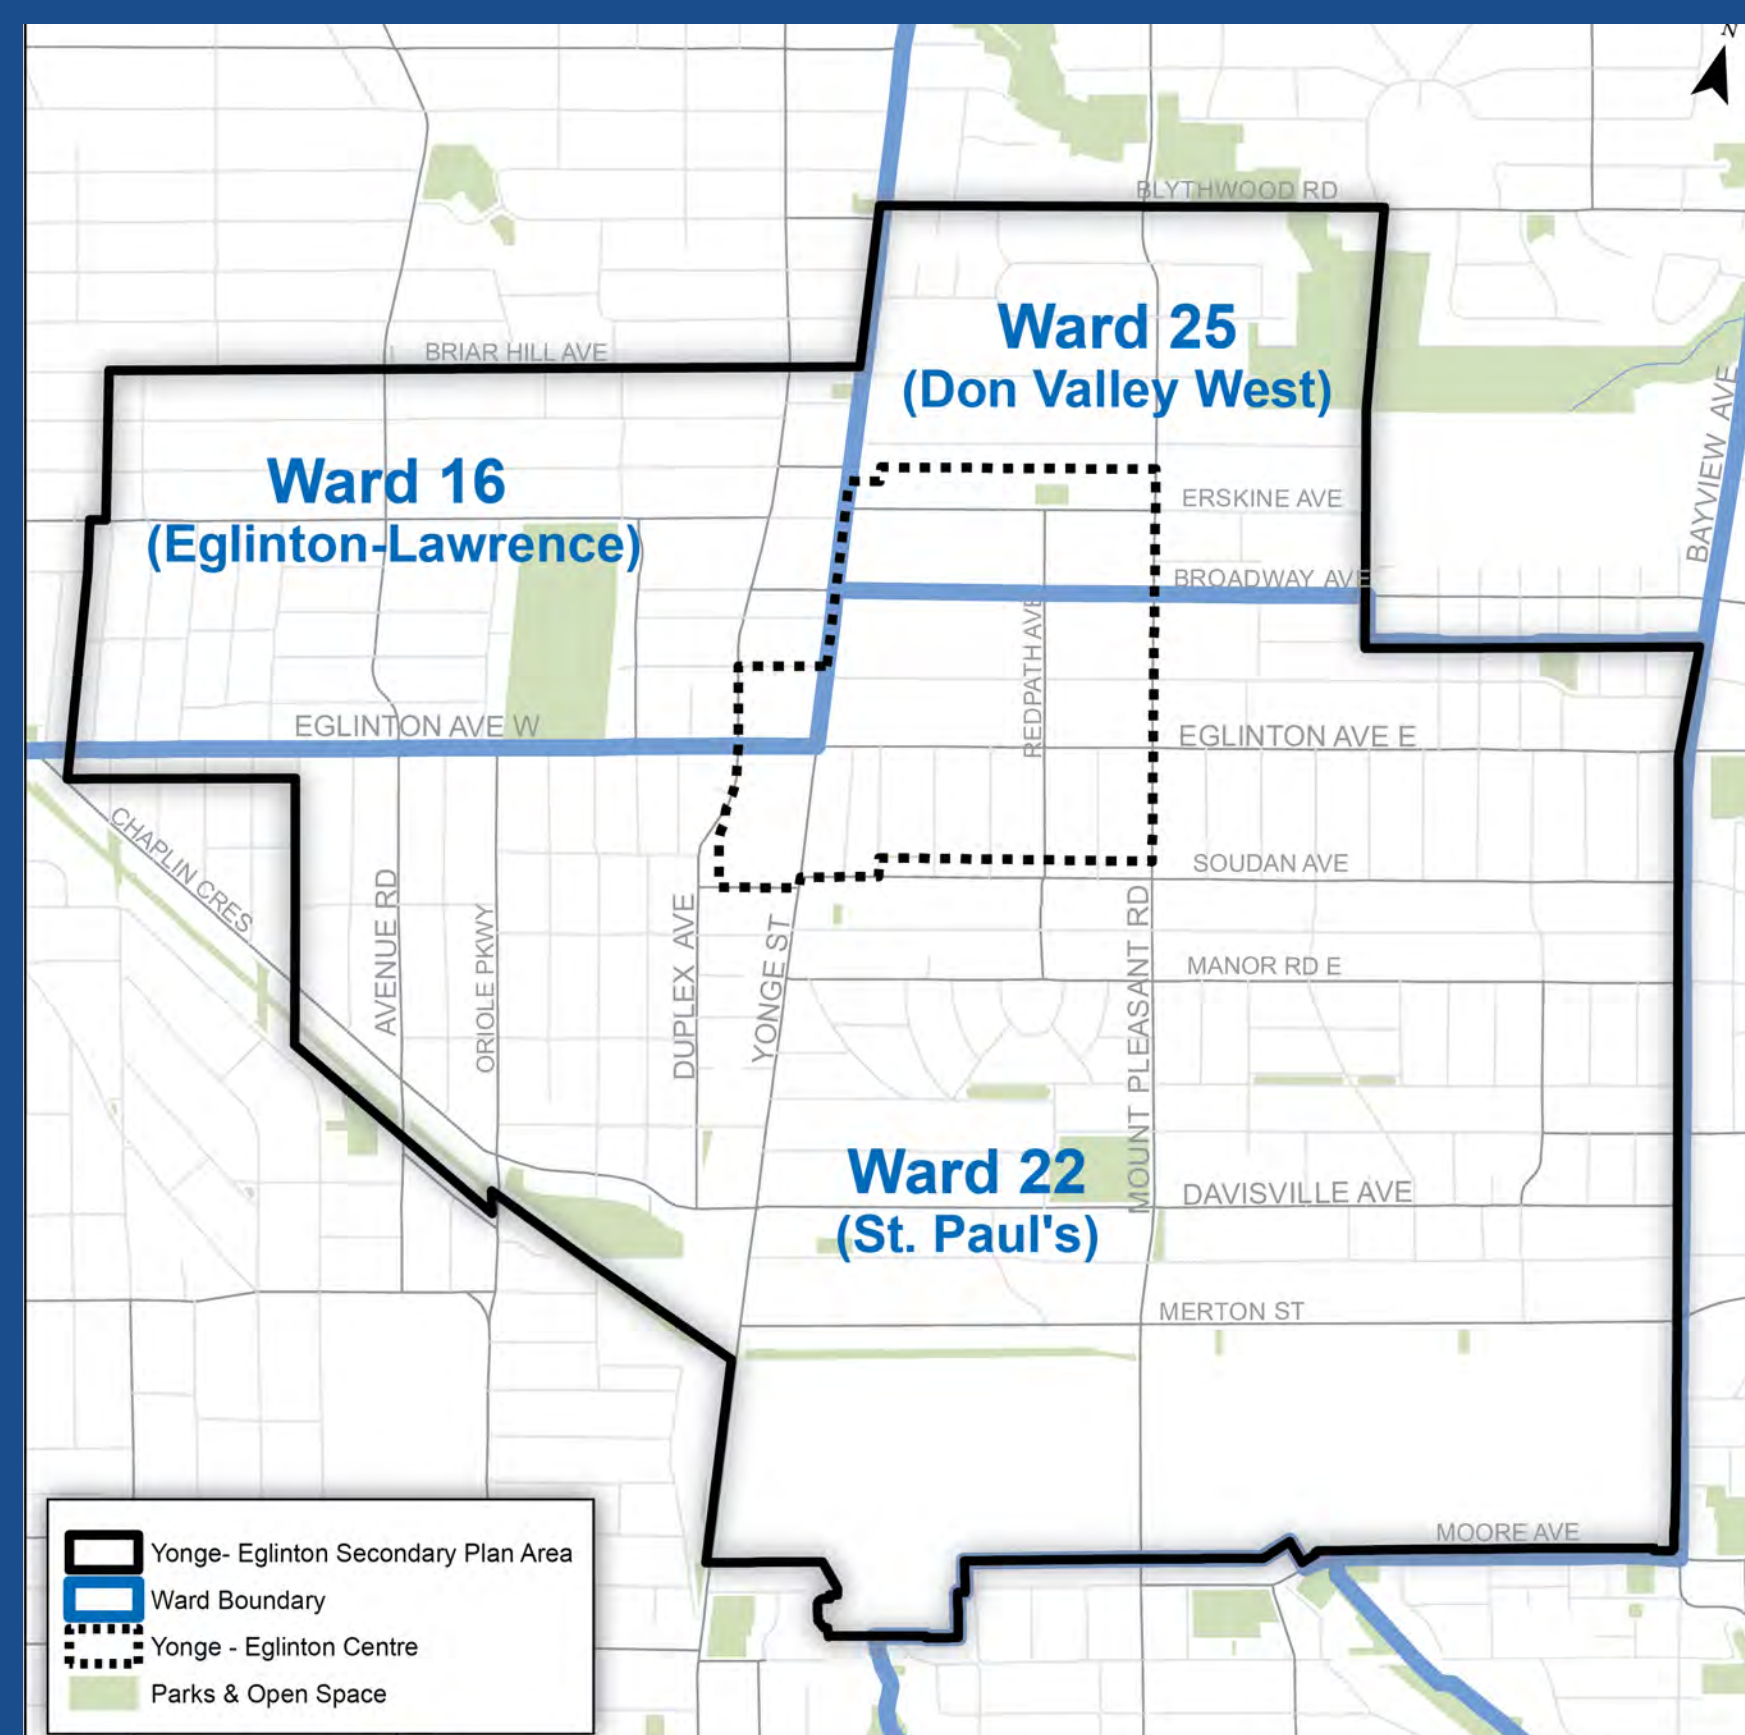 N
BLYTHWOOD RD
Ward 25
(Don Valley West)
BRIAR HILL AVE
BAYVIEW AVE
Ward 16
(Eglinton-Lawrence)
ERSKINE AVE
BROADWAY AVE
REDPATH AVE
EGLINTON AVE W
EGLINTON AVE E
CHAPLIN CRES
SOUDAN AVE
AVENUE RD
ORIOLE PKWY
DUPLEX AVE
YONGE ST
MOUNT PLEASANT RD
MANOR RD E
Ward 22
(St. Paul's)
DAVISVILLE AVE
MERTON ST
MOORE AVE
Yonge- Eglinton Secondary Plan Area
Ward Boundary
Yonge - Eglinton Centre
Parks & Open Space